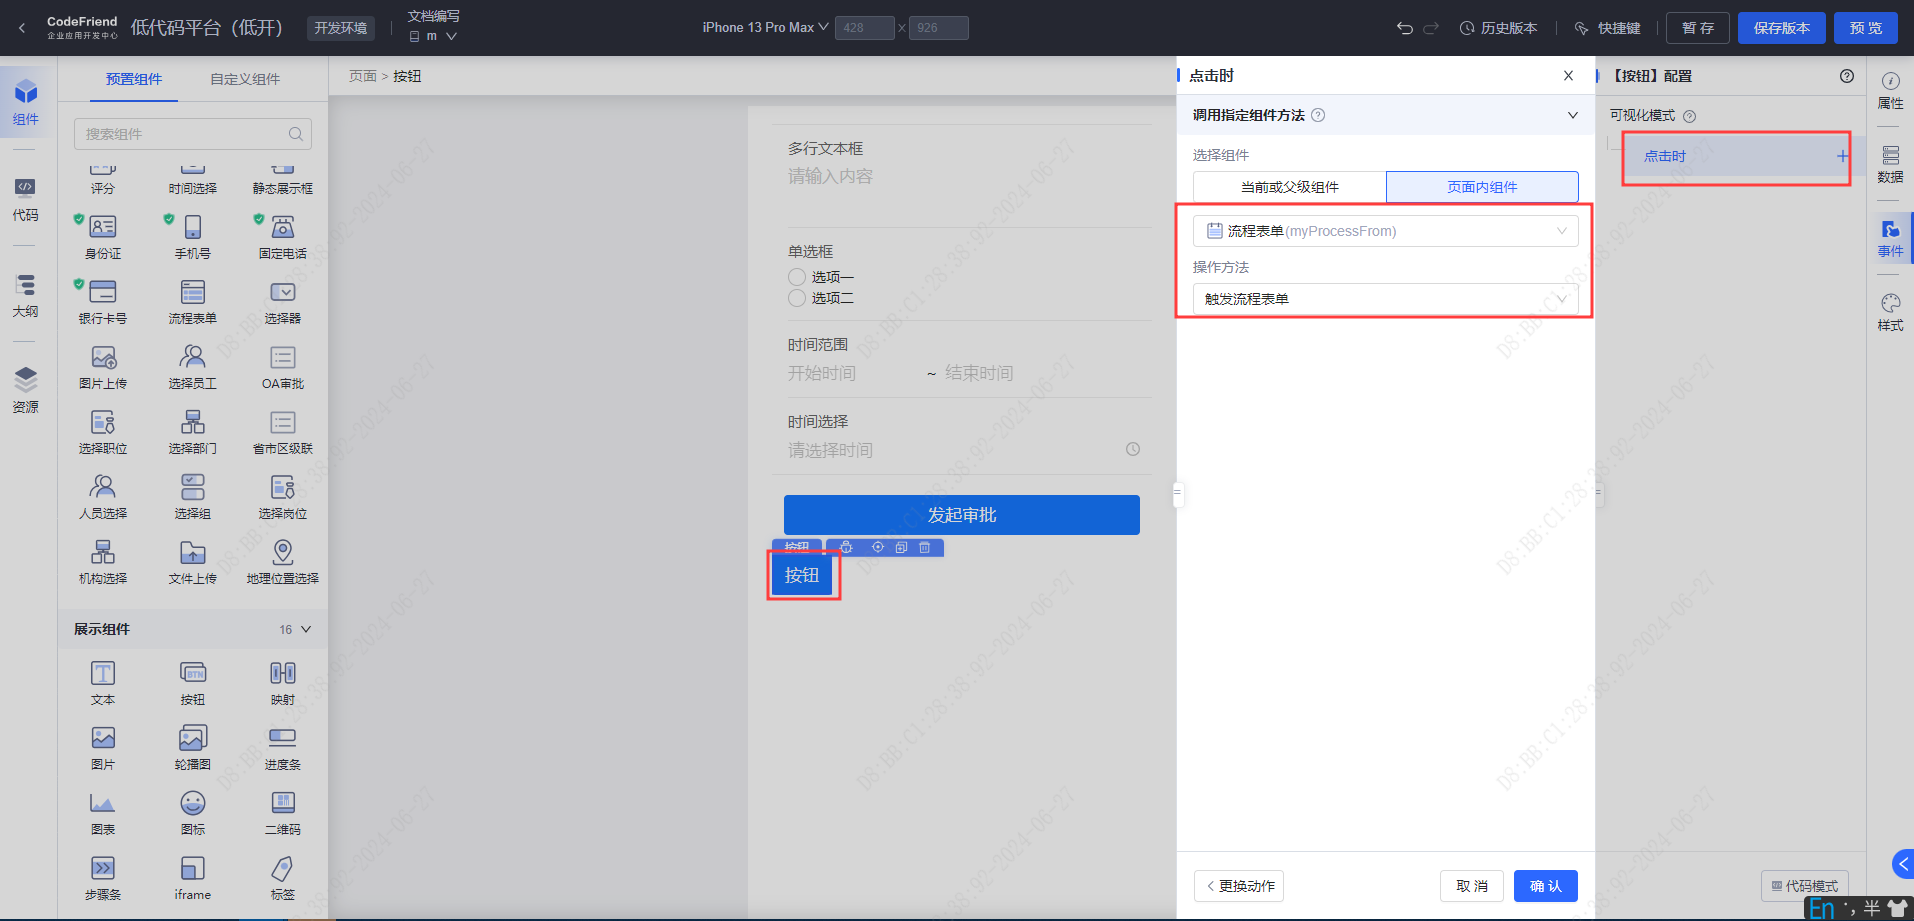 CodeFriend
企业应用开发中心
低代码平台（低开）
开发环境
文档编写
m
iPhone 13 Pro Max
428
x
926
历史版本
快捷键
暂 存
保存版本
预 览
组件
代码
大纲
资源
预置组件
自定义组件
搜索组件
评分
时间选择
静态展示框
身份证
手机号
固定电话
银行卡号
流程表单
选择器
图片上传
选择员工
OA审批
选择职位
选择部门
省市区级联
人员选择
选择组
选择岗位
机构选择
文件上传
地理位置选择
展示组件
16
文本
按钮
映射
图片
轮播图
进度条
图表
图标
二维码
步骤条
iframe
标签
页面 > 按钮
多行文本框
请输入内容
单选框
选项一
选项二
时间范围
开始时间
~
结束时间
时间选择
请选择时间
发起审批
按钮
按钮
点击时
调用指定组件方法
选择组件
当前或父级组件
页面内组件
流程表单(myProcessFrom)
操作方法
触发流程表单
更换动作
取 消
确 认
【按钮】配置
可视化模式
点击时
+
代码模式
属性
数据
事件
样式
En
半
D8:BB:C1:28:38:92-2024-06-27